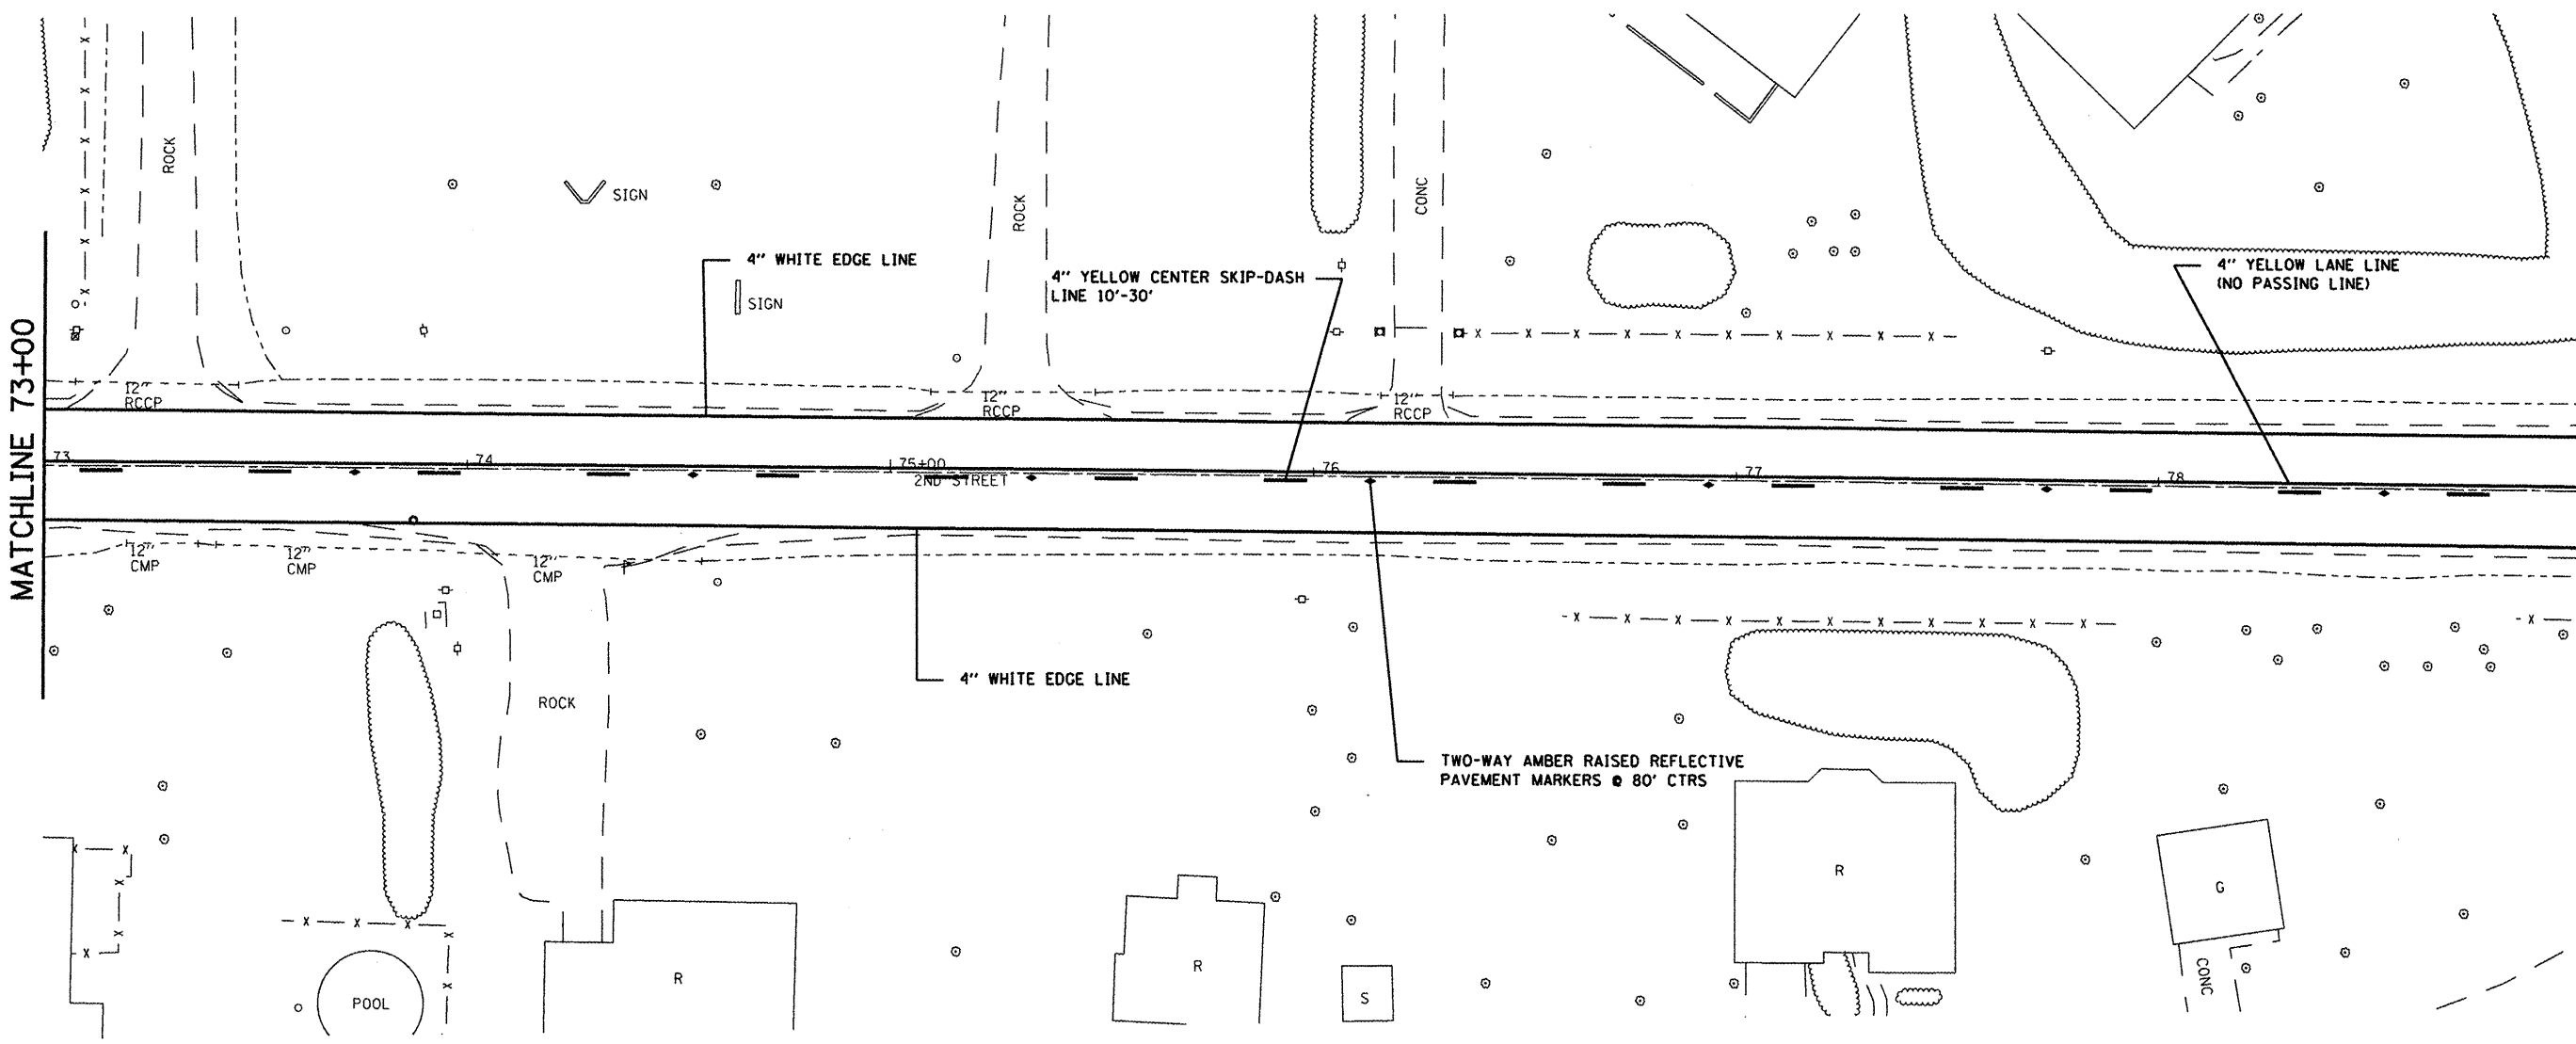 MATCHLINE 73+00
ROCK
SIGN
SIGN
4" WHITE EDGE LINE
ROCK
4" YELLOW CENTER SKIP-DASH
LINE 10'-30'
CONC
4" YELLOW LANE LINE
(NO PASSING LINE)
12"
RCCP
12"
RCCP
12"
RCCP
73
74
75+00
76
77
78
2ND STREET
12"
CMP
12"
CMP
12"
CMP
4" WHITE EDGE LINE
ROCK
TWO-WAY AMBER RAISED REFLECTIVE
PAVEMENT MARKERS @ 80' CTRS
POOL
R
R
S
R
G
CONC